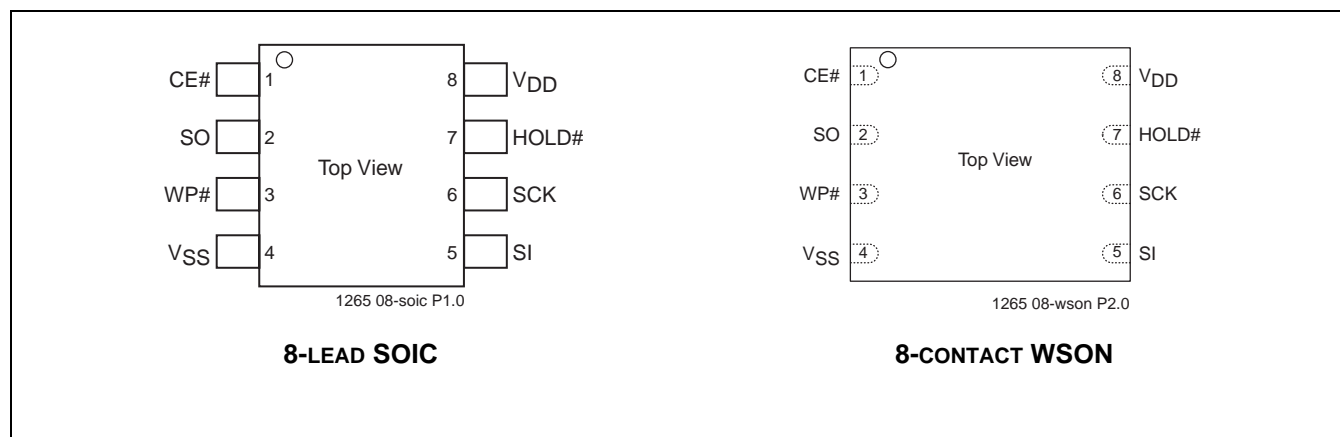 CE# 1 8 VDD
SO 2 7 HOLD#
Top View
WP# 3 6 SCK
VSS 4 5 SI
1265 08-soic P1.0
8-LEAD SOIC
CE# 1 8 VDD
SO 2 7 HOLD#
Top View
WP# 3 6 SCK
VSS 4 5 SI
1265 08-wson P2.0
8-CONTACT WSON